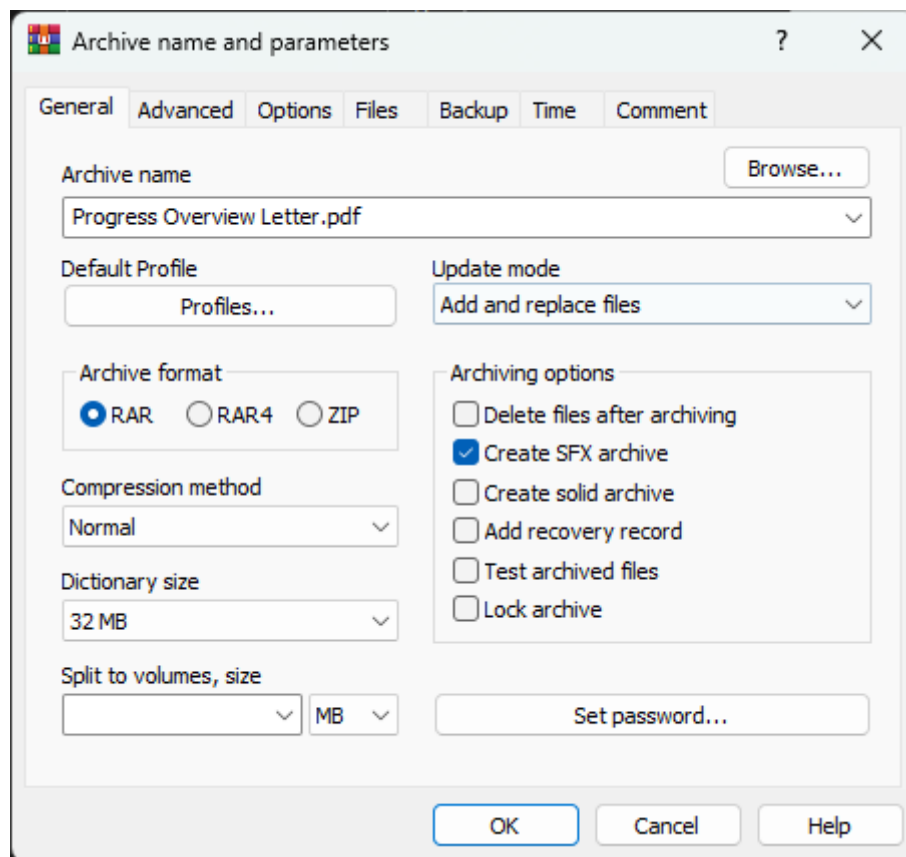 Archive name and parameters ? ×
General Advanced Options Files Backup Time Comment
Archive name Browse...
Progress Overview Letter.pdf
Default Profile Update mode
Profiles... Add and replace files
Archive format Archiving options
RAR RAR4 ZIP Delete files after archiving
Create SFX archive
Compression method Create solid archive
Normal Add recovery record
Dictionary size Test archived files
32 MB Lock archive
Split to volumes, size
MB Set password...
OK Cancel Help